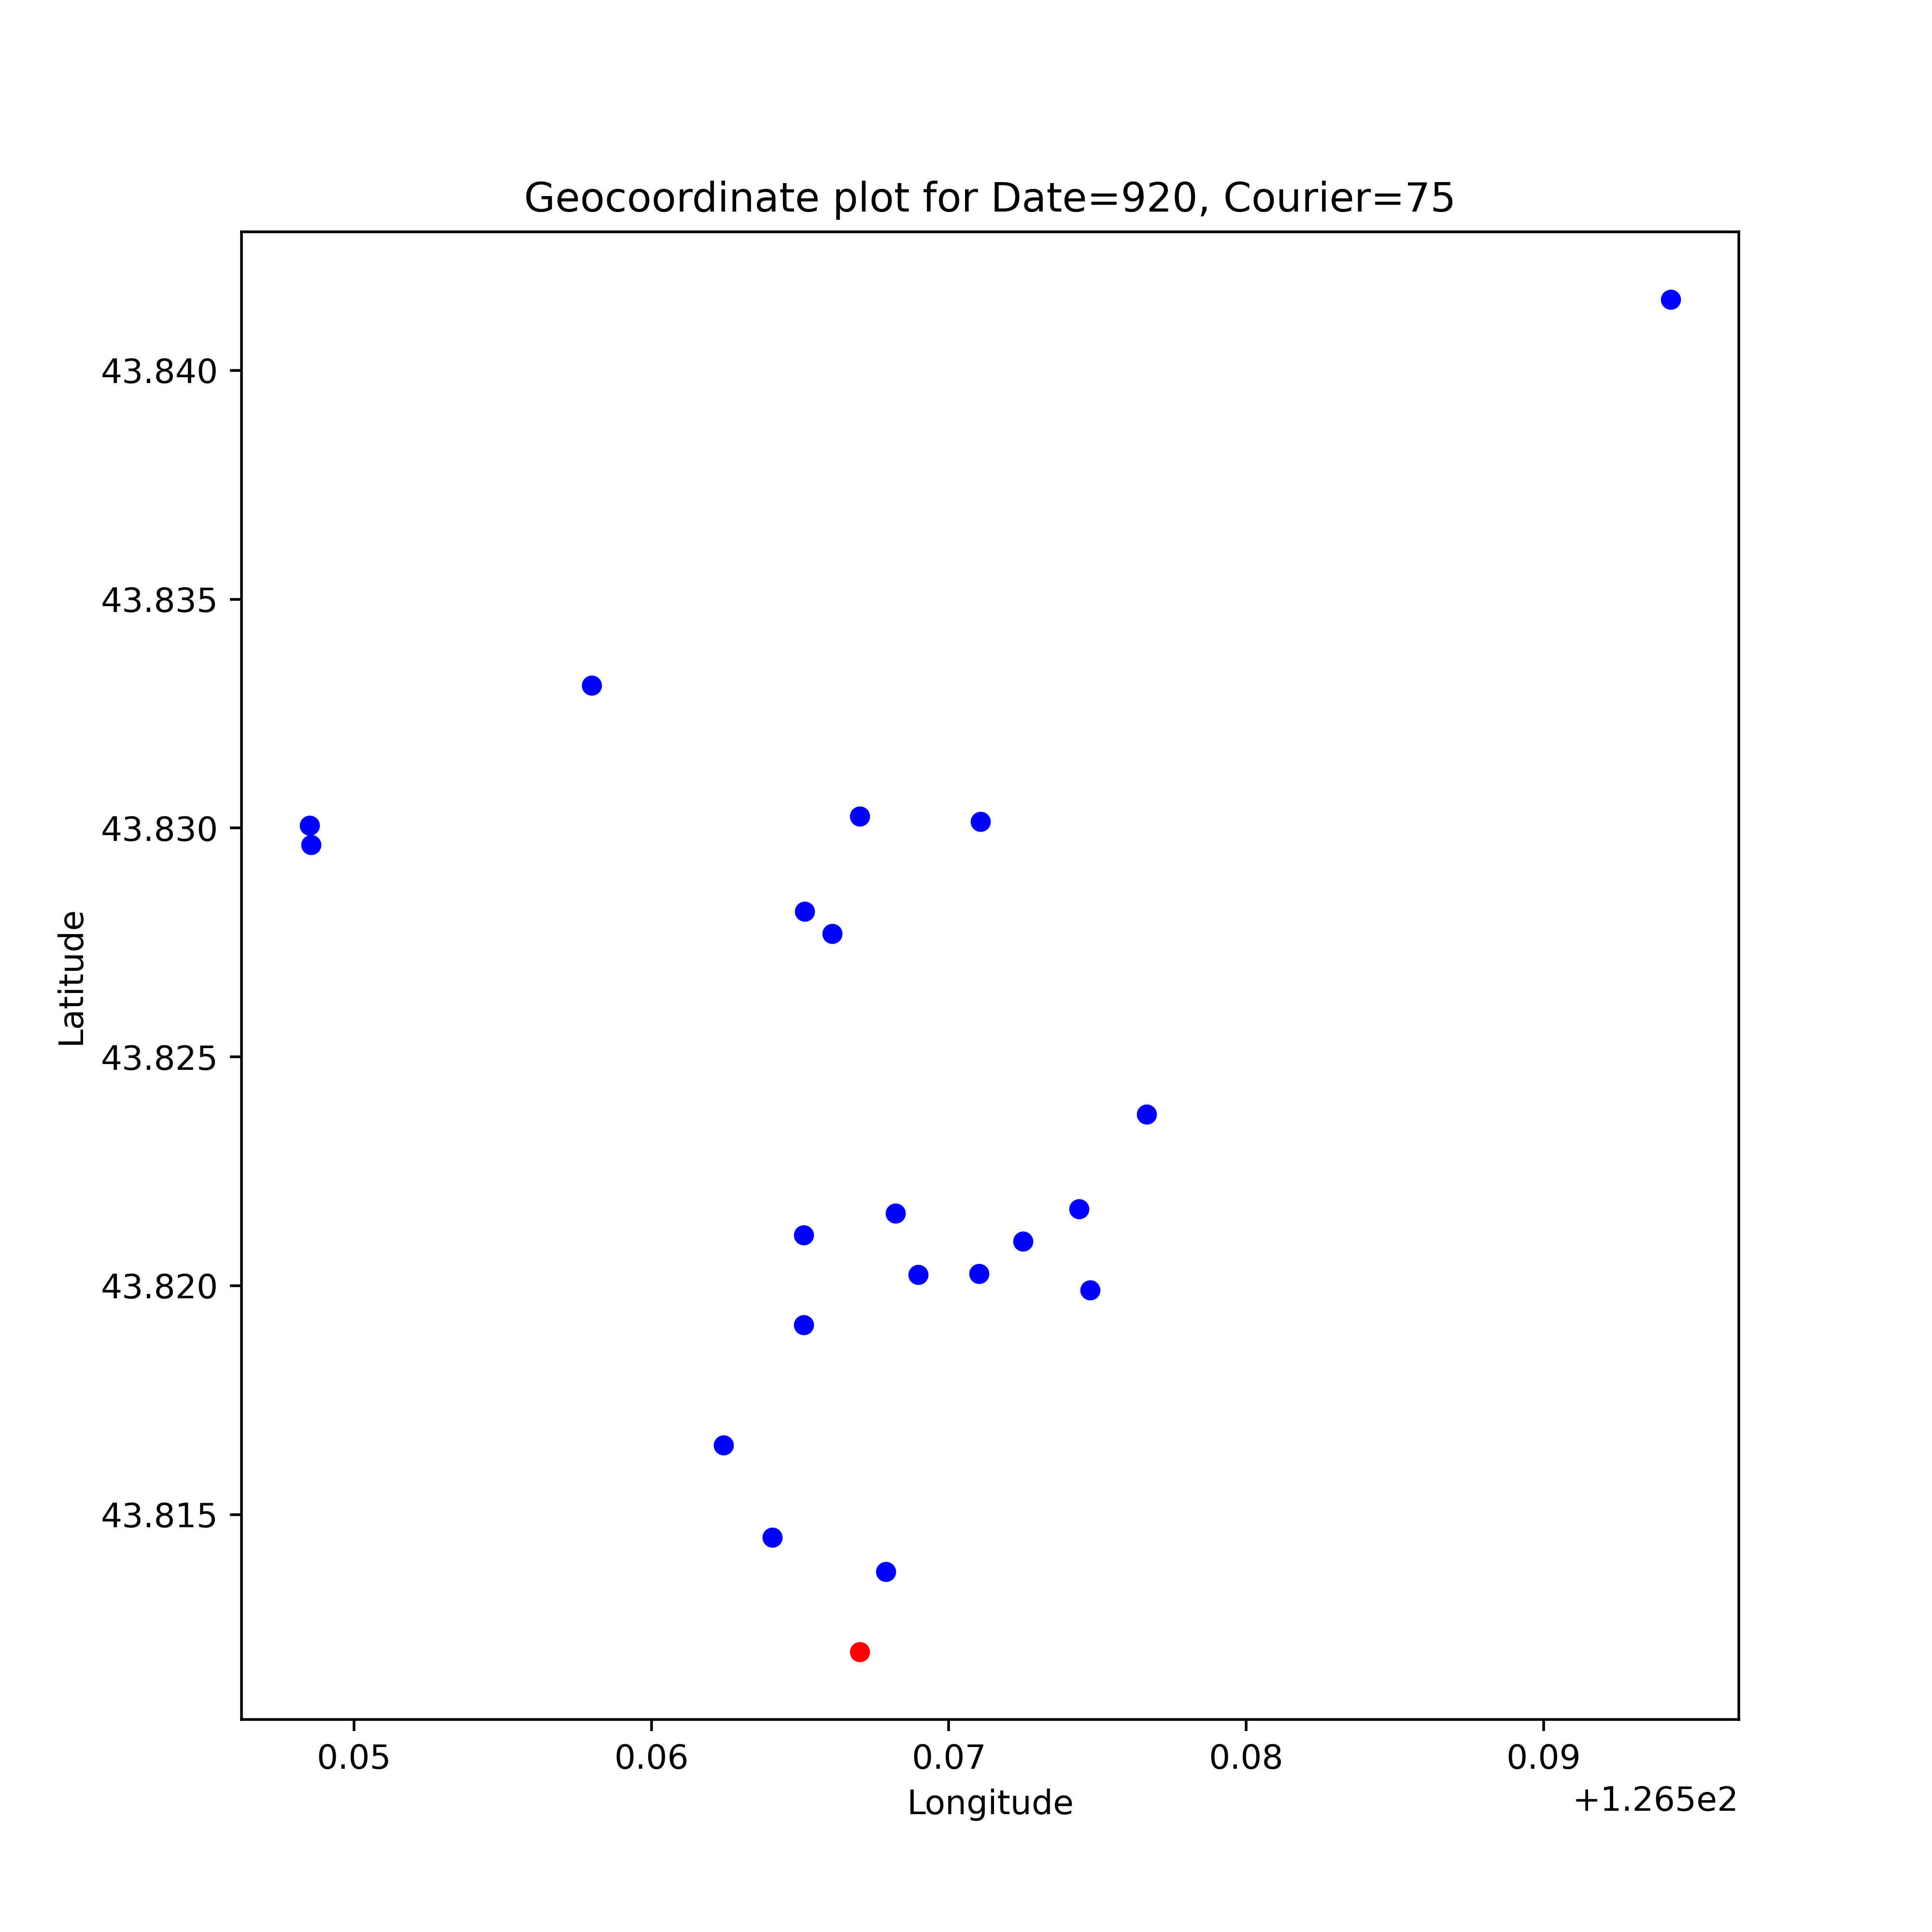 Geocoordinate plot for Date=920, Courier=75
43.840
43.835
43.830
43.825
43.820
43.815
Latitude
0.05 0.06 0.07 0.08 0.09
+1.265e2
Longitude